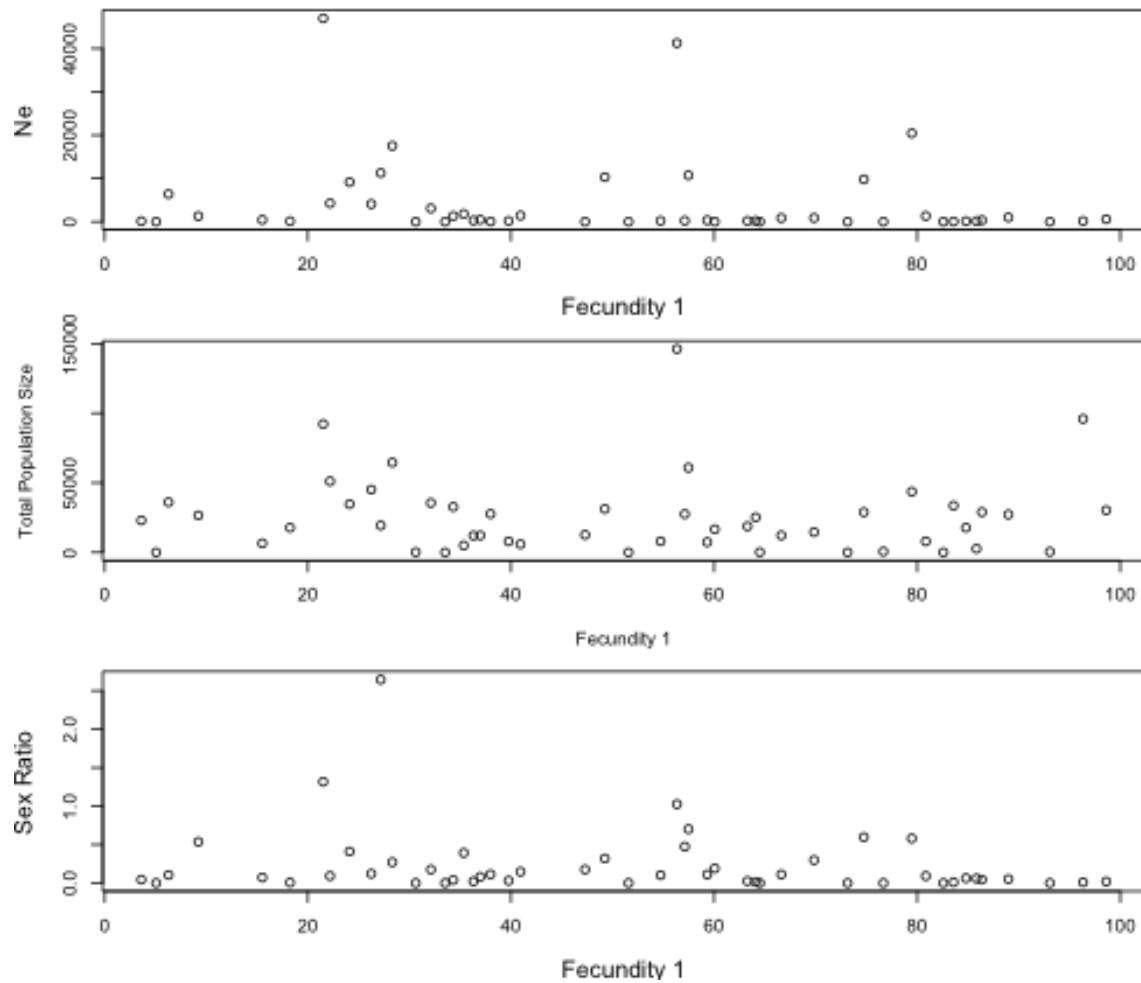 Ne
40000
20000
0
0 20 40 60 80 100
Fecundity 1
Total Population Size
150000
50000
0
0 20 40 60 80 100
Fecundity 1
Sex Ratio
2.0
1.0
0.0
0 20 40 60 80 100
Fecundity 1